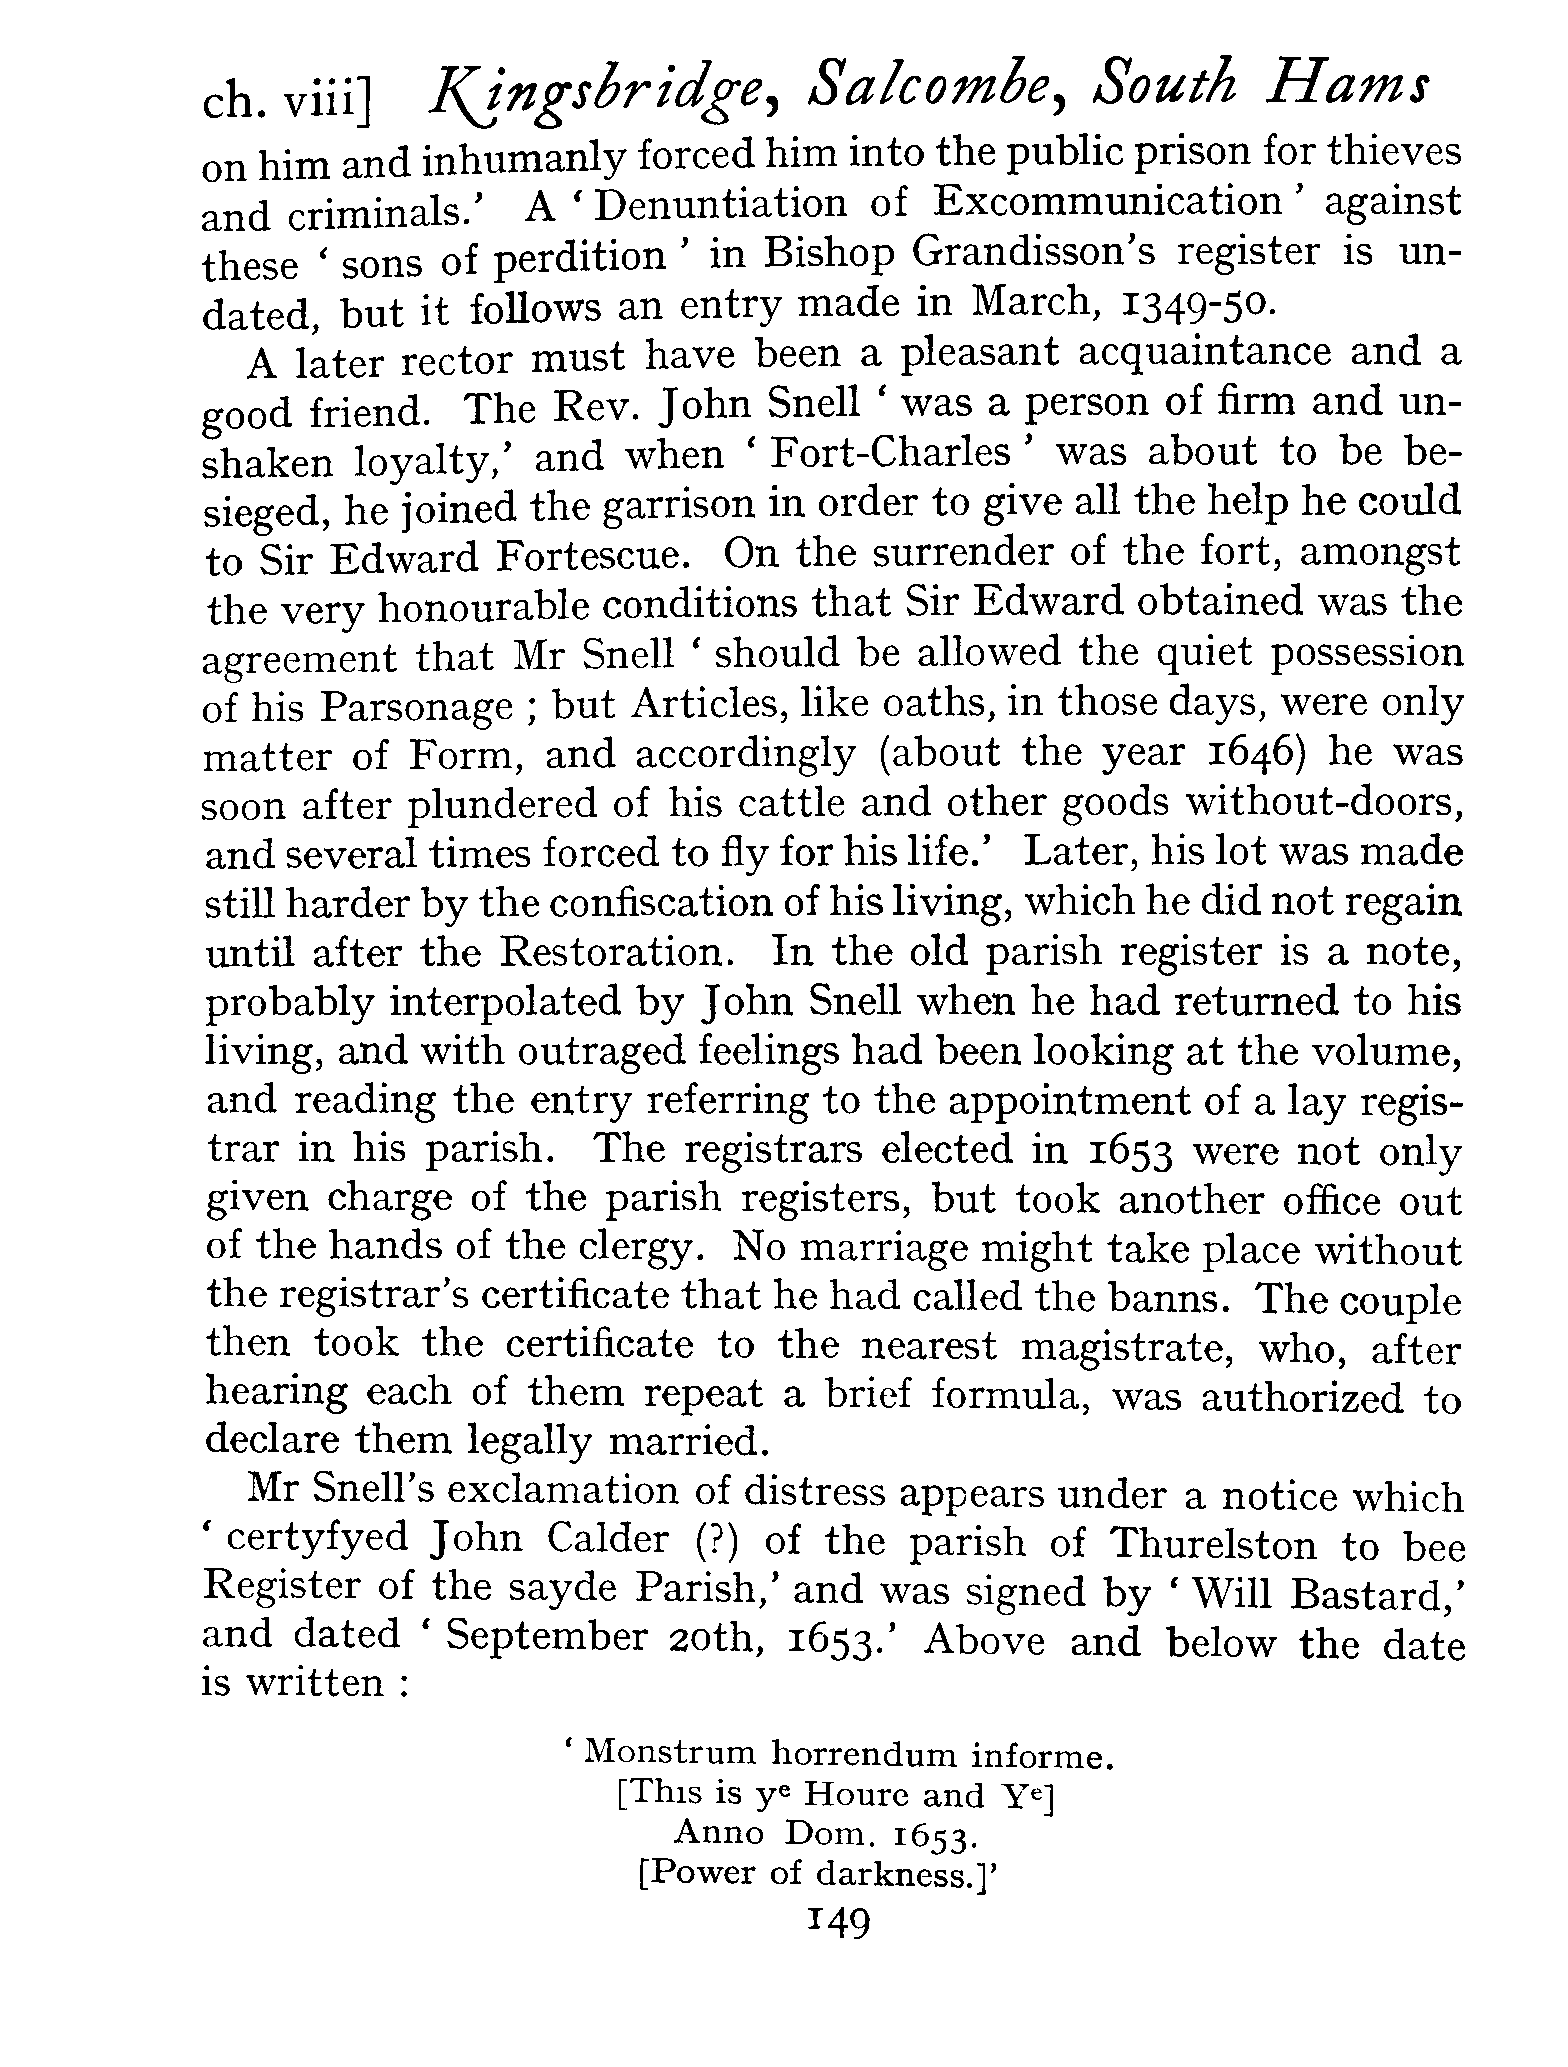 ch. viii] Kingsbridge, Salcombe, South Hams
on him and inhumanly forced him into the public prison for thieves
and criminals.’ A ‘ Denuntiation of Excommunication ’ against
these ‘ sons of perdition ’ in Bishop Grandisson’s register is un-
dated, but it follows an entry made in March, 1349-50.
A later rector must have been a pleasant acquaintance and a
good friend. The Rev. John Snell ‘ was a person of firm and un-
shaken loyalty,’ and when ‘ Fort-Charles ’ was about to be be-
sieged, he joined the garrison in order to give all the help he could
to Sir Edward Fortescue. On the surrender of the fort, amongst
the very honourable conditions that Sir Edward obtained was the
agreement that Mr Snell ‘ should be allowed the quiet possession
of his Parsonage ; but Articles, like oaths, in those days, were only
matter of Form, and accordingly (about the year 1646) he was
soon after plundered of his cattle and other goods without-doors,
and several times forced to fly for his life.’ Later, his lot was made
still harder by the confiscation of his living, which he did not regain
until after the Restoration. In the old parish register is a note,
probably interpolated by John Snell when he had returned to his
living, and with outraged feelings had been looking at the volume,
and reading the entry referring to the appointment of a lay regis-
trar in his parish. The registrars elected in 1653 were not only
given charge of the parish registers, but took another office out
of the hands of the clergy. No marriage might take place without
the registrar’s certificate that he had called the banns. The couple
then took the certificate to the nearest magistrate, who, after
hearing each of them repeat a brief formula, was authorized to
declare them legally married.
Mr Snell’s exclamation of distress appears under a notice which
‘ certyfyed John Calder (?) of the parish of Thurelston to bee
Register of the sayde Parish,’ and was signed by ‘ Will Bastard,’
and dated ‘ September 20th, 1653.’ Above and below the date
is written :
‘ Monstrum horrendum informe.
[This is yᵉ Houre and Yᵉ]
Anno Dom. 1653.
[Power of darkness.]’
149